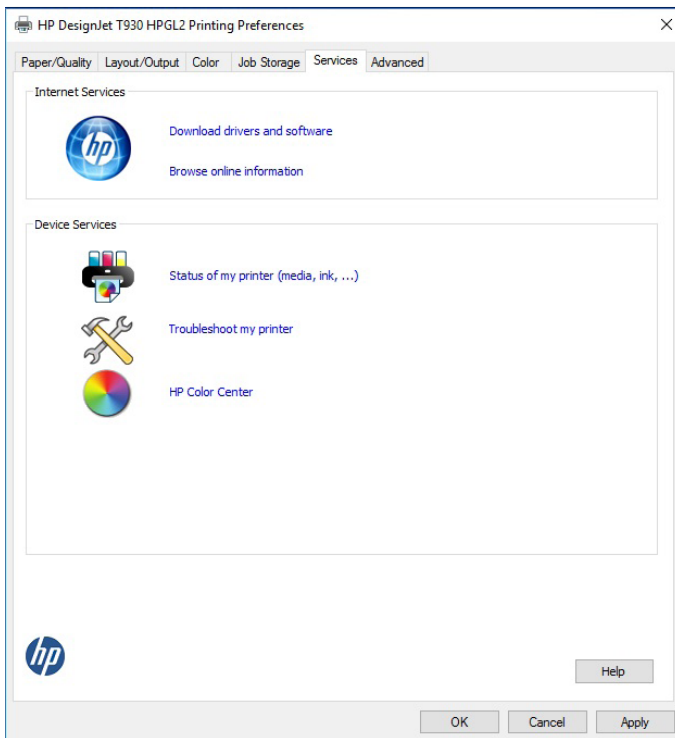 HP DesignJet T930 HPGL2 Printing Preferences
Paper/Quality Layout/Output Color Job Storage Services Advanced
Internet Services
hp
Download drivers and software
Browse online information
Device Services
Status of my printer (media, ink, ...)
Troubleshoot my printer
HP Color Center
hp
Help
OK Cancel Apply